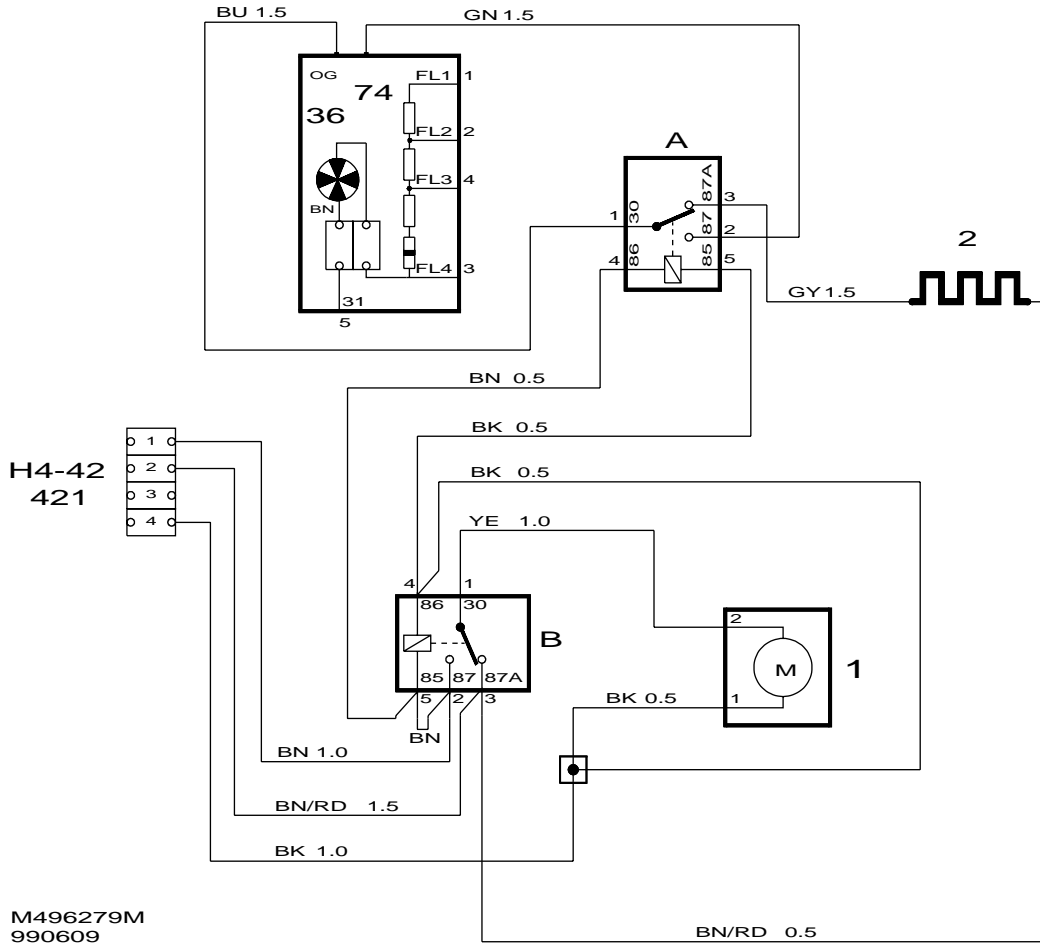 BU 1.5
GN 1.5
OG
74
36
FL1 1
FL2 2
FL3 4
BN
FL4 3
31
5
A
87A
3
1
30
87
2
4
86
85
5
2
GY 1.5
BN 0.5
BK 0.5
H4-42
421
1
2
3
4
BK 0.5
YE 1.0
4
1
86
30
B
85
87
87A
5
2
3
BN
2
M
1
1
BK 0.5
BN 1.0
BN/RD 1.5
BK 1.0
M496279M
990609
BN/RD 0.5